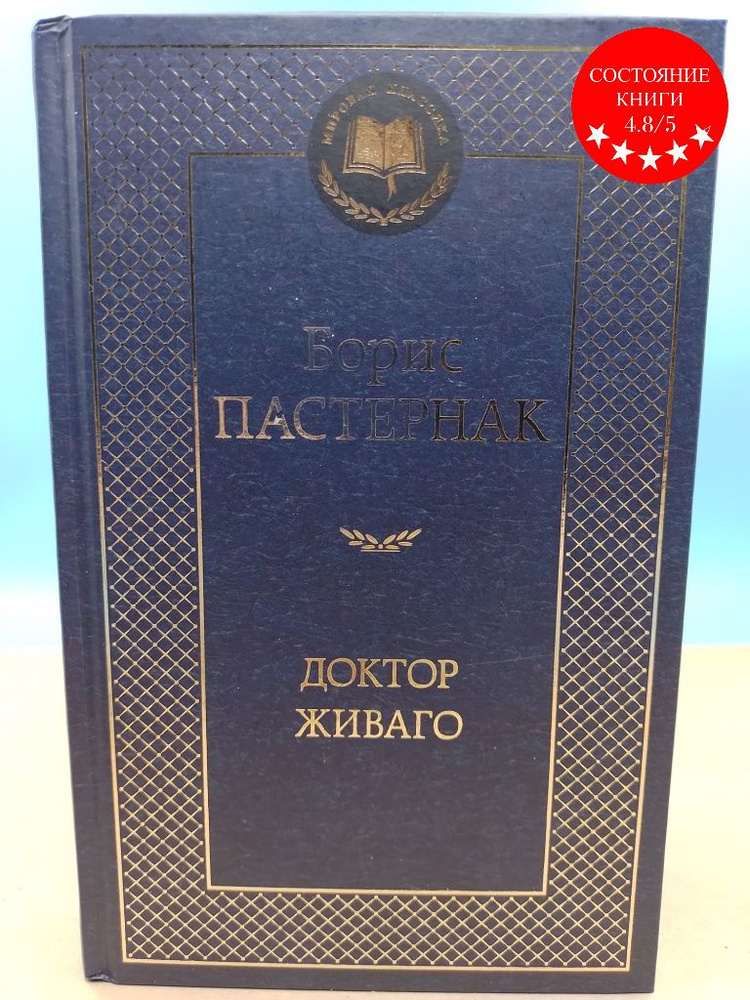 СОСТОЯНИЕ
КНИГИ
4.8/5
МИРОВАЯ КЛАССИКА
Борис
ПАСТЕРНАК
ДОКТОР
ЖИВАГО